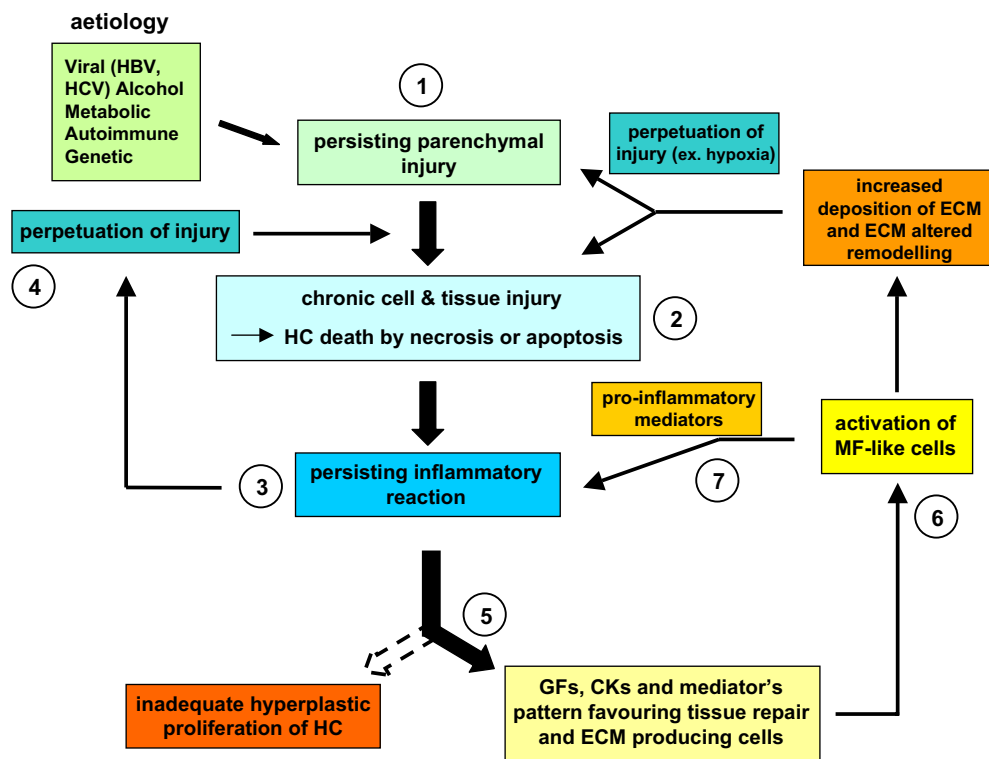 aetiology
Viral (HBV,
HCV) Alcohol
Metabolic
Autoimmune
Genetic
1
persisting parenchymal
injury
perpetuation of
injury (ex. hypoxia)
increased
deposition of ECM
and ECM altered
remodelling
perpetuation of injury
4
chronic cell & tissue injury
HC death by necrosis or apoptosis
2
pro-inflammatory
mediators
activation of
MF-like cells
3
persisting inflammatory
reaction
7
6
5
inadequate hyperplastic
proliferation of HC
GFs, CKs and mediator's
pattern favouring tissue repair
and ECM producing cells